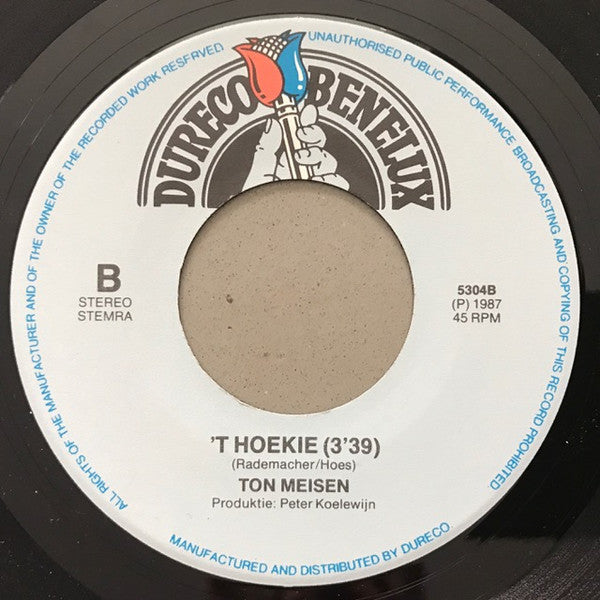 ALL RIGHTS OF THE MANUFACTURER AND OF THE OWNER OF THE RECORDED WORK RESERVED. UNAUTHORISED PUBLIC PERFORMANCE, BROADCASTING AND COPYING OF THIS RECORD PROHIBITED
DURECO BENELUX
B
STEREO
STEMRA
5304B
(P) 1987
45 RPM
'T HOEKIE (3'39)
(Rademacher/Hoes)
TON MEISEN
Produktie: Peter Koelewijn
MANUFACTURED AND DISTRIBUTED BY DURECO